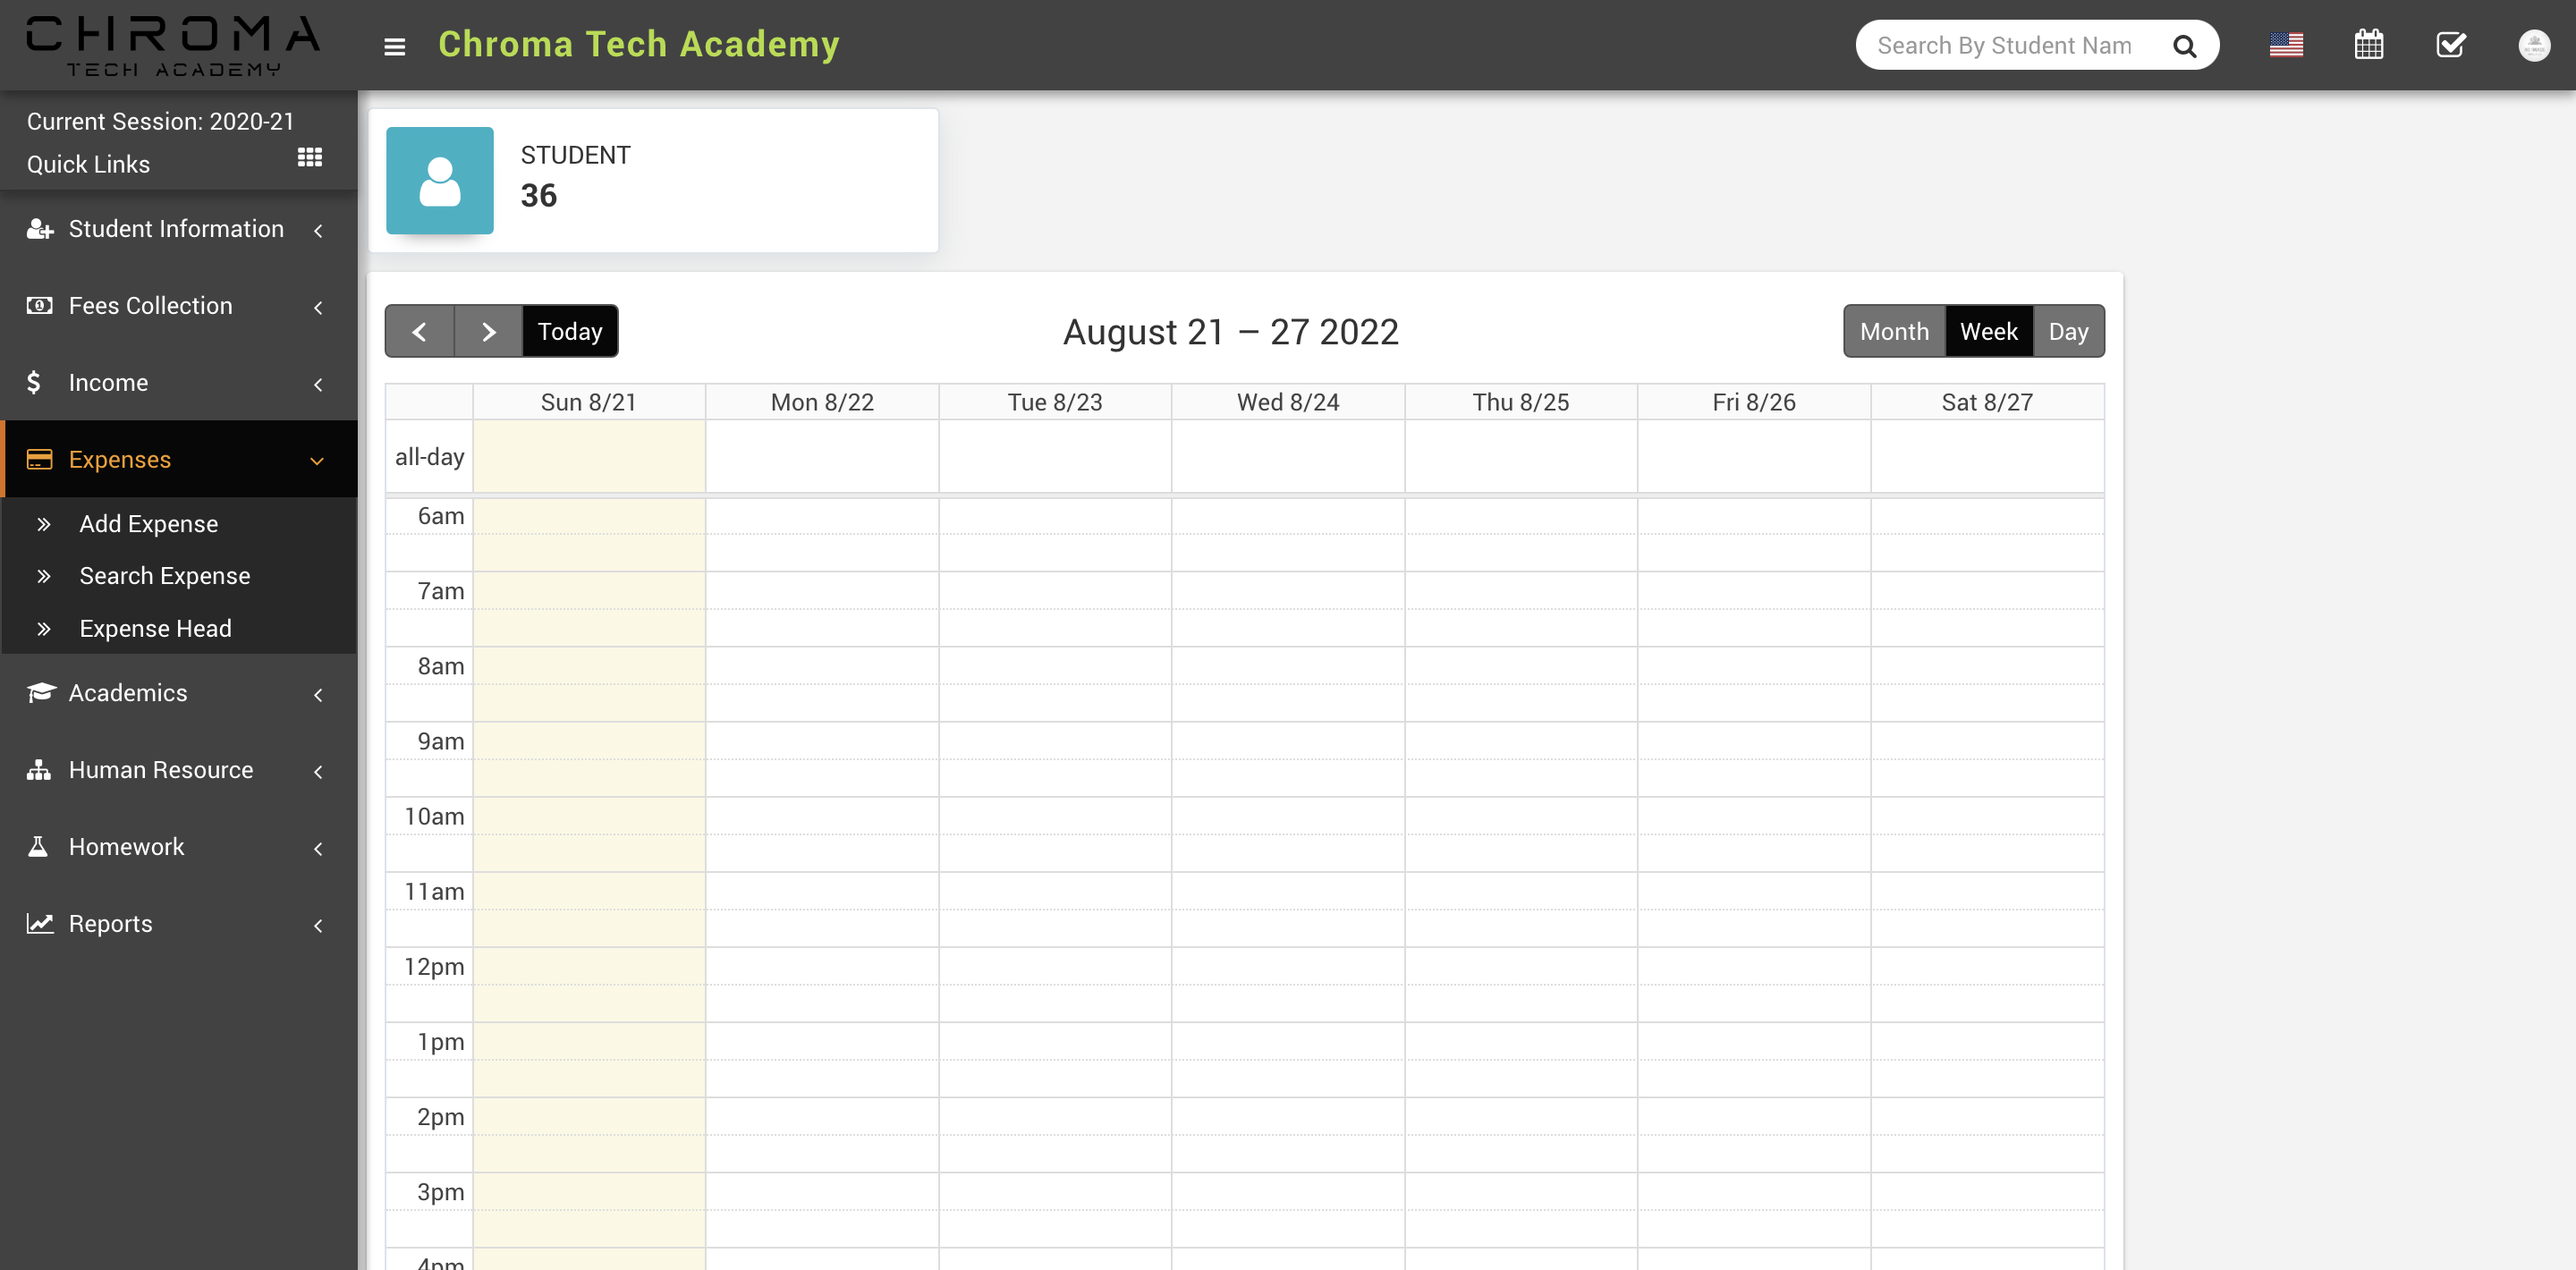 CHROMA
TECH ACADEMY
Chroma Tech Academy
Search By Student Nam
Current Session: 2020-21
Quick Links
Student Information
Fees Collection
Income
Expenses
Add Expense
Search Expense
Expense Head
Academics
Human Resource
Homework
Reports
STUDENT
36
Today
August 21 – 27 2022
Month Week Day
Sun 8/21 Mon 8/22 Tue 8/23 Wed 8/24 Thu 8/25 Fri 8/26 Sat 8/27
all-day
6am
7am
8am
9am
10am
11am
12pm
1pm
2pm
3pm
4pm